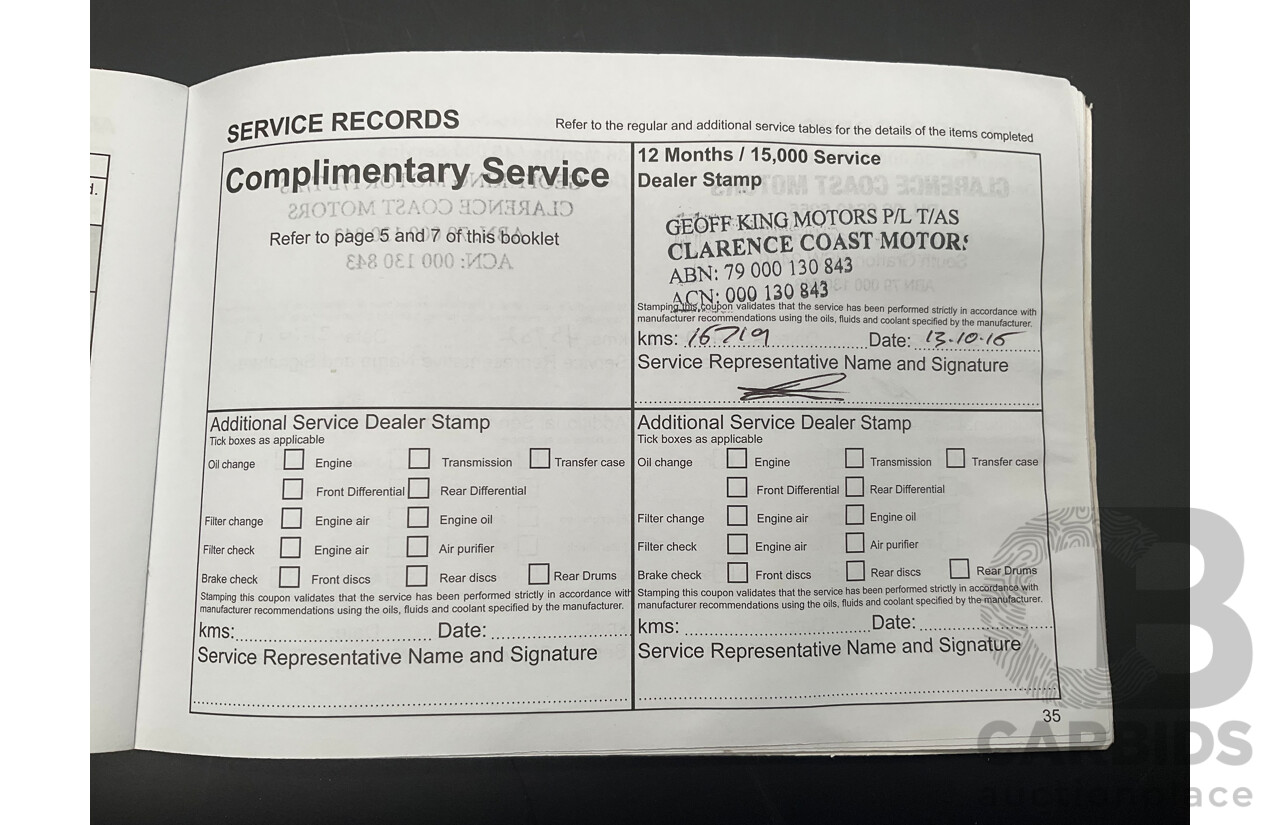 SERVICE RECORDS
Refer to the regular and additional service tables for the details of the items completed
Complimentary Service
Refer to page 5 and 7 of this booklet
12 Months / 15,000 Service
Dealer Stamp
GEOFF KING MOTORS P/L T/AS
CLARENCE COAST MOTORS
ABN: 79 000 130 843
ACN: 000 130 843
Stamping this coupon validates that the service has been performed strictly in accordance with
manufacturer recommendations using the oils, fluids and coolant specified by the manufacturer.
kms: 16719 Date: 13.10.15
Service Representative Name and Signature
Additional Service Dealer Stamp
Tick boxes as applicable
Oil change Engine Transmission Transfer case
Front Differential Rear Differential
Filter change Engine air Engine oil
Filter check Engine air Air purifier
Brake check Front discs Rear discs Rear Drums
Stamping this coupon validates that the service has been performed strictly in accordance with
manufacturer recommendations using the oils, fluids and coolant specified by the manufacturer.
kms: Date:
Service Representative Name and Signature
Additional Service Dealer Stamp
Tick boxes as applicable
Oil change Engine Transmission Transfer case
Front Differential Rear Differential
Filter change Engine air Engine oil
Filter check Engine air Air purifier
Brake check Front discs Rear discs Rear Drums
Stamping this coupon validates that the service has been performed strictly in accordance with
manufacturer recommendations using the oils, fluids and coolant specified by the manufacturer.
kms: Date:
Service Representative Name and Signature
35
CARBIDS
auctionplace